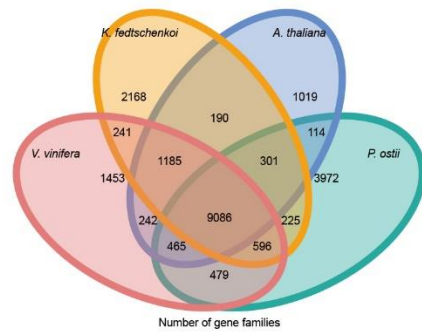 K. fedtschenkoi A. thaliana
2168 1019
190
241 114
V. vinifera 1185 301 P. ostii
1453 3972
242 9086 225
465 596
479
Number of gene families